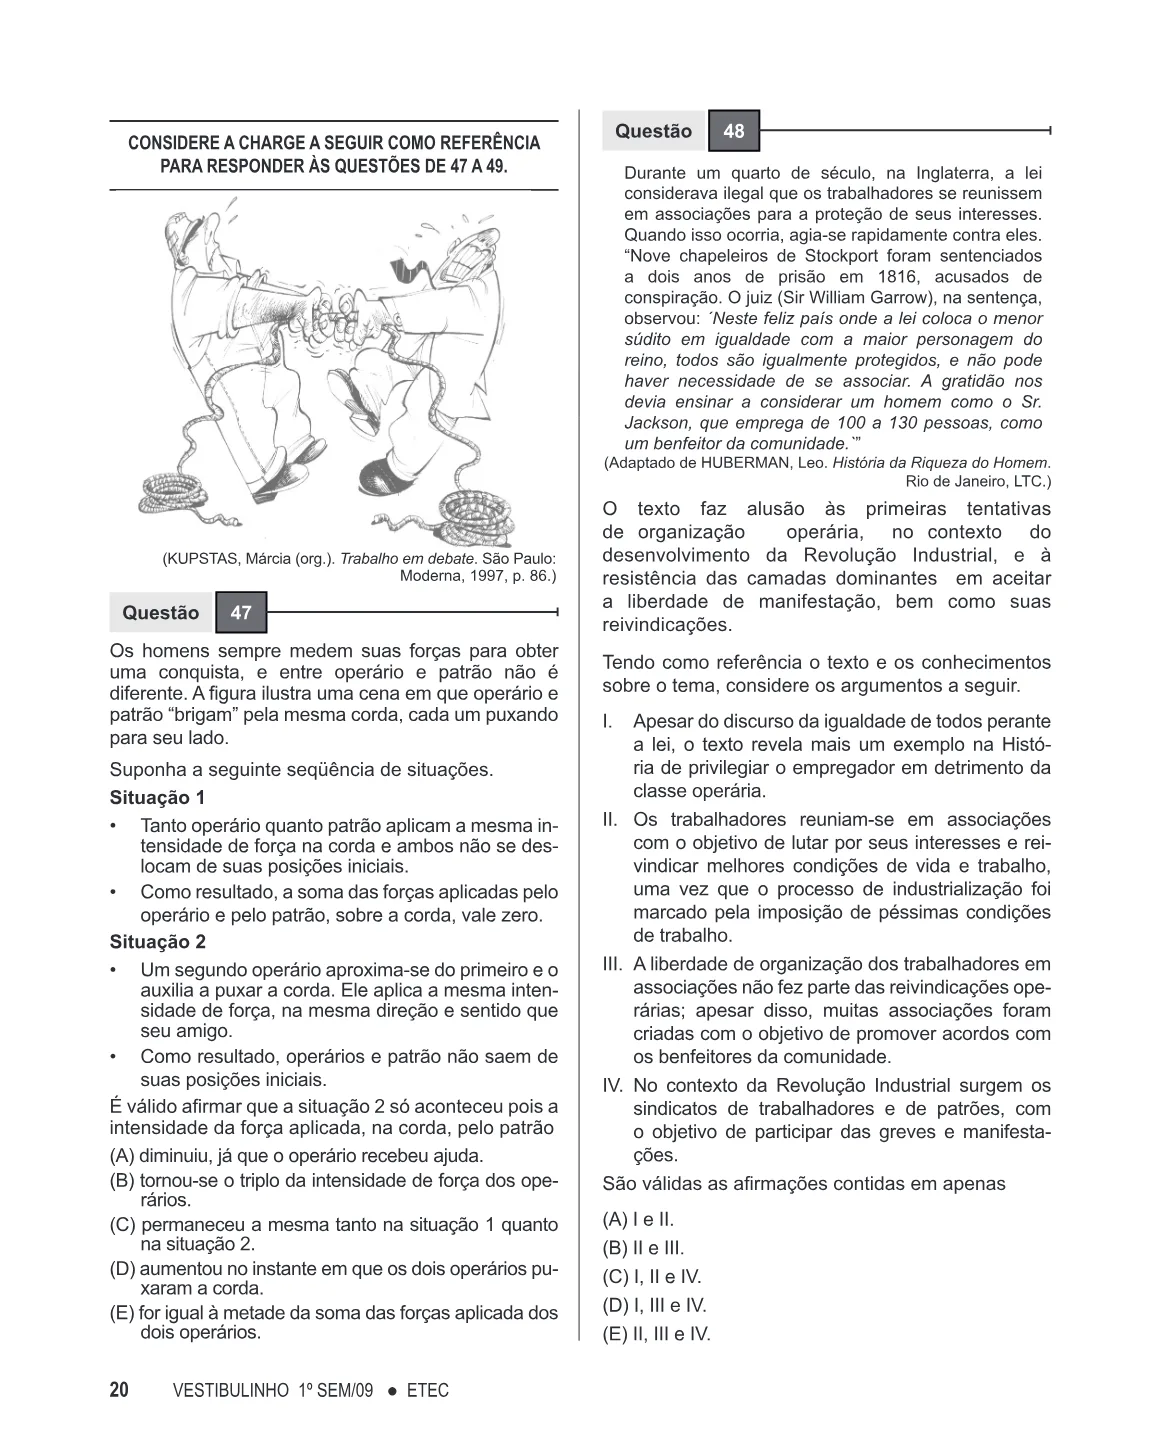 CONSIDERE A CHARGE A SEGUIR COMO REFERÊNCIA
PARA RESPONDER ÀS QUESTÕES DE 47 A 49.
(KUPSTAS, Márcia (org.). Trabalho em debate. São Paulo:
Moderna, 1997, p. 86.)
Questão 47
Os homens sempre medem suas forças para obter
uma conquista, e entre operário e patrão não é
diferente. A figura ilustra uma cena em que operário e
patrão “brigam” pela mesma corda, cada um puxando
para seu lado.
Suponha a seguinte seqüência de situações.
Situação 1
• Tanto operário quanto patrão aplicam a mesma in-
tensidade de força na corda e ambos não se des-
locam de suas posições iniciais.
• Como resultado, a soma das forças aplicadas pelo
operário e pelo patrão, sobre a corda, vale zero.
Situação 2
• Um segundo operário aproxima-se do primeiro e o
auxilia a puxar a corda. Ele aplica a mesma inten-
sidade de força, na mesma direção e sentido que
seu amigo.
• Como resultado, operários e patrão não saem de
suas posições iniciais.
É válido afirmar que a situação 2 só aconteceu pois a
intensidade da força aplicada, na corda, pelo patrão
(A) diminuiu, já que o operário recebeu ajuda.
(B) tornou-se o triplo da intensidade de força dos ope-
rários.
(C) permaneceu a mesma tanto na situação 1 quanto
na situação 2.
(D) aumentou no instante em que os dois operários pu-
xaram a corda.
(E) for igual à metade da soma das forças aplicada dos
dois operários.
Questão 48
Durante um quarto de século, na Inglaterra, a lei
considerava ilegal que os trabalhadores se reunissem
em associações para a proteção de seus interesses.
Quando isso ocorria, agia-se rapidamente contra eles.
“Nove chapeleiros de Stockport foram sentenciados
a dois anos de prisão em 1816, acusados de
conspiração. O juiz (Sir William Garrow), na sentença,
observou: ´Neste feliz país onde a lei coloca o menor
súdito em igualdade com a maior personagem do
reino, todos são igualmente protegidos, e não pode
haver necessidade de se associar. A gratidão nos
devia ensinar a considerar um homem como o Sr.
Jackson, que emprega de 100 a 130 pessoas, como
um benfeitor da comunidade.`”
(Adaptado de HUBERMAN, Leo. História da Riqueza do Homem.
Rio de Janeiro, LTC.)
O texto faz alusão às primeiras tentativas
de organização operária, no contexto do
desenvolvimento da Revolução Industrial, e à
resistência das camadas dominantes em aceitar
a liberdade de manifestação, bem como suas
reivindicações.
Tendo como referência o texto e os conhecimentos
sobre o tema, considere os argumentos a seguir.
I. Apesar do discurso da igualdade de todos perante
a lei, o texto revela mais um exemplo na Histó-
ria de privilegiar o empregador em detrimento da
classe operária.
II. Os trabalhadores reuniam-se em associações
com o objetivo de lutar por seus interesses e rei-
vindicar melhores condições de vida e trabalho,
uma vez que o processo de industrialização foi
marcado pela imposição de péssimas condições
de trabalho.
III. A liberdade de organização dos trabalhadores em
associações não fez parte das reivindicações ope-
rárias; apesar disso, muitas associações foram
criadas com o objetivo de promover acordos com
os benfeitores da comunidade.
IV. No contexto da Revolução Industrial surgem os
sindicatos de trabalhadores e de patrões, com
o objetivo de participar das greves e manifesta-
ções.
São válidas as afirmações contidas em apenas
(A) I e II.
(B) II e III.
(C) I, II e IV.
(D) I, III e IV.
(E) II, III e IV.
20 VESTIBULINHO 1º SEM/09 ● ETEC